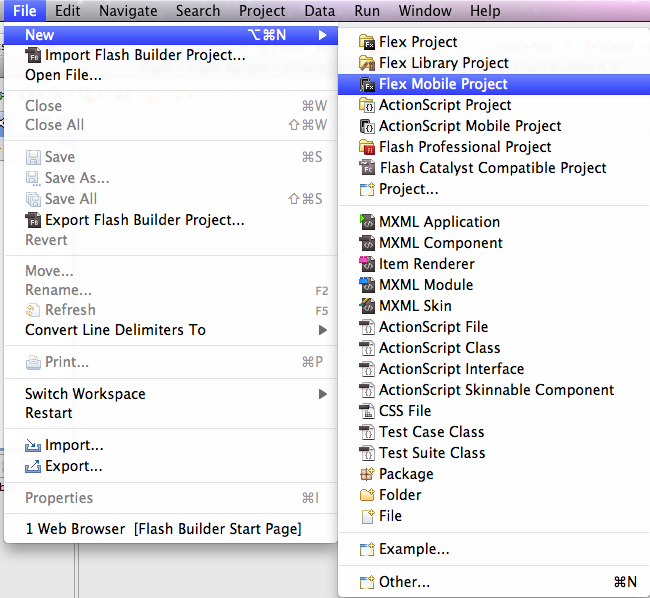 File Edit Navigate Search Project Data Run Window Help
New ⌥⌘N ▶
Import Flash Builder Project...
Open File...
Close ⌘W
Close All ⇧⌘W
Save ⌘S
Save As...
Save All ⇧⌘S
Export Flash Builder Project...
Revert
Move...
Rename... F2
Refresh F5
Convert Line Delimiters To ▶
Print... ⌘P
Switch Workspace ▶
Restart
Import...
Export...
Properties ⌘I
1 Web Browser [Flash Builder Start Page]
Flex Project
Flex Library Project
Flex Mobile Project
ActionScript Project
ActionScript Mobile Project
Flash Professional Project
Flash Catalyst Compatible Project
Project...
MXML Application
MXML Component
Item Renderer
MXML Module
MXML Skin
ActionScript File
ActionScript Class
ActionScript Interface
ActionScript Skinnable Component
CSS File
Test Case Class
Test Suite Class
Package
Folder
File
Example...
Other... ⌘N